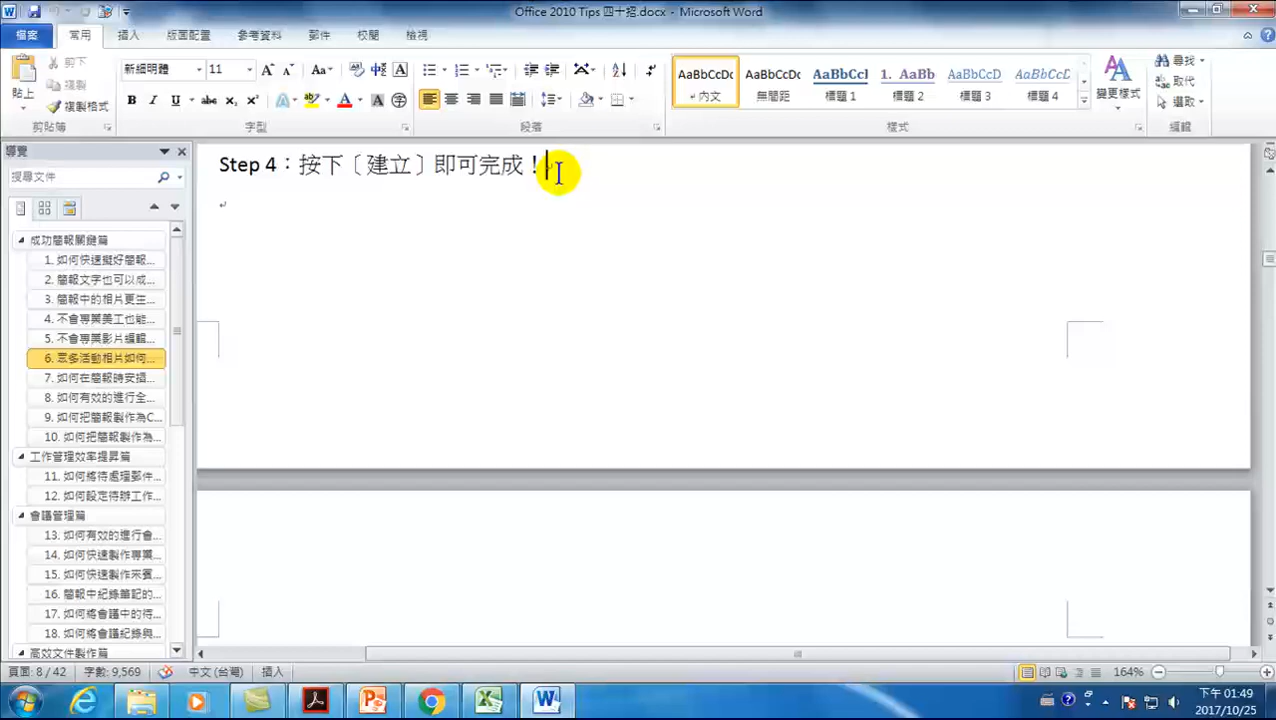 Office 2010 Tips 四十招.docx - Microsoft Word
檔案 常用 插入 版面配置 參考資料 郵件 校閱 檢視
貼上 剪下 複製 複製格式
新細明體 11
AaBbCcDc AaBbCcDc AaBbCcI 1. AaBb AaBbCcD AaBbCcD
內文 無間距 標題 1 標題 2 標題 3 標題 4
變更樣式
尋找 取代 選取
剪貼簿 字型 段落 樣式 編輯
導覽
搜尋文件
成功簡報關鍵篇
1. 如何快速擬好簡報...
2. 簡報文字也可以成...
3. 簡報中的相片更生...
4. 不會專業美工也能...
5. 不會專業影片編輯...
6. 眾多活動相片如何...
7. 如何在簡報時安插...
8. 如何有效的進行全...
9. 如何把簡報製作為C...
10. 如何把簡報製作為...
工作管理效率提昇篇
11. 如何將待處理郵件...
12. 如何設定待辦工作...
會議管理篇
13. 如何有效的進行會...
14. 如何快速製作專業...
15. 如何快速製作來賓...
16. 簡報中紀錄筆記的...
17. 如何將會議中的待...
18. 如何將會議紀錄與...
高效文件製作篇
Step 4：按下〔建立〕即可完成！
頁面: 8 / 42 字數: 9,569 中文 (台灣) 插入 164%
下午 01:49
2017/10/25